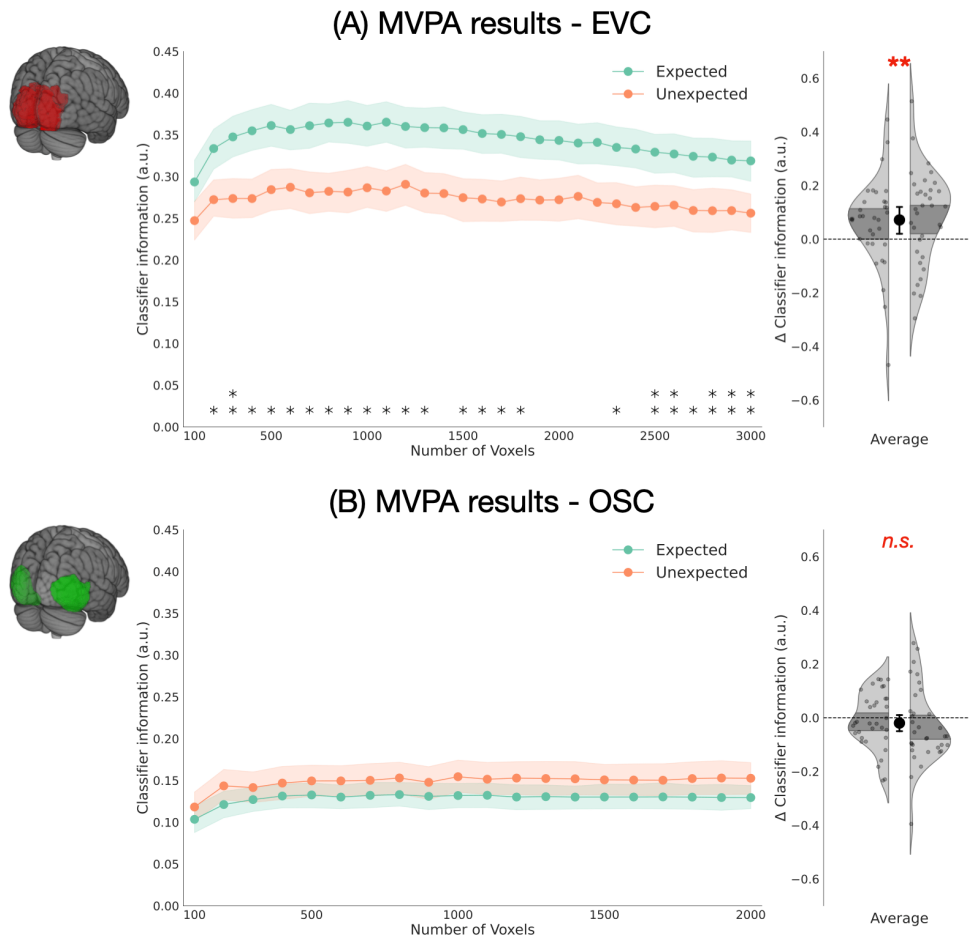 (A) MVPA results - EVC
Classifier information (a.u.)
0.45
0.40
0.35
0.30
0.25
0.20
0.15
0.10
0.05
0.00
Expected
Unexpected
* * * * * * *
* * * * * * * * * * * * * * * * * * * * * * *
100 500 1000 1500 2000 2500 3000
Number of Voxels
Δ Classifier information (a.u.)
**
0.6
0.4
0.2
0.0
−0.2
−0.4
−0.6
Average
(B) MVPA results - OSC
Classifier information (a.u.)
0.45
0.40
0.35
0.30
0.25
0.20
0.15
0.10
0.05
0.00
Expected
Unexpected
100 500 1000 1500 2000
Number of Voxels
Δ Classifier information (a.u.)
n.s.
0.6
0.4
0.2
0.0
−0.2
−0.4
−0.6
Average